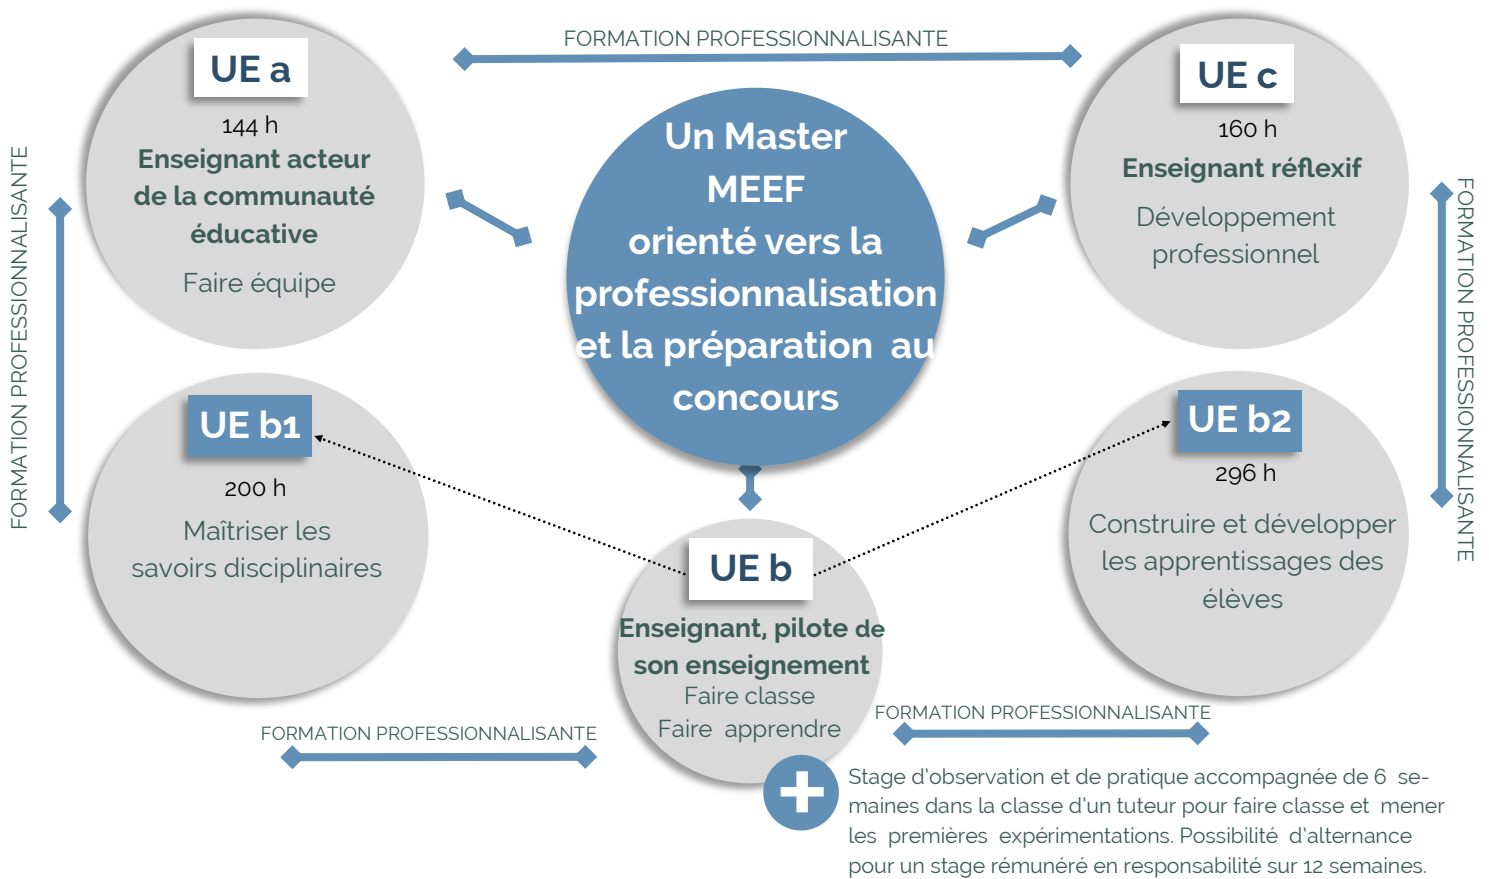 FORMATION PROFESSIONNALISANTE
UE a
144 h
Enseignant acteur
de la communauté
éducative
Faire équipe
Un Master
MEEF
orienté vers la
professionnalisation
et la préparation au
concours
UE c
160 h
Enseignant réflexif
Développement
professionnel
FORMATION PROFESSIONNALISANTE
FORMATION PROFESSIONNALISANTE
UE b1
200 h
Maîtriser les
savoirs disciplinaires
UE b2
296 h
Construire et développer
les apprentissages des
élèves
UE b
Enseignant, pilote de
son enseignement
Faire classe
Faire apprendre
FORMATION PROFESSIONNALISANTE
FORMATION PROFESSIONNALISANTE
Stage d'observation et de pratique accompagnée de 6 se-
maines dans la classe d'un tuteur pour faire classe et mener
les premières expérimentations. Possibilité d'alternance
pour un stage rémunéré en responsabilité sur 12 semaines.